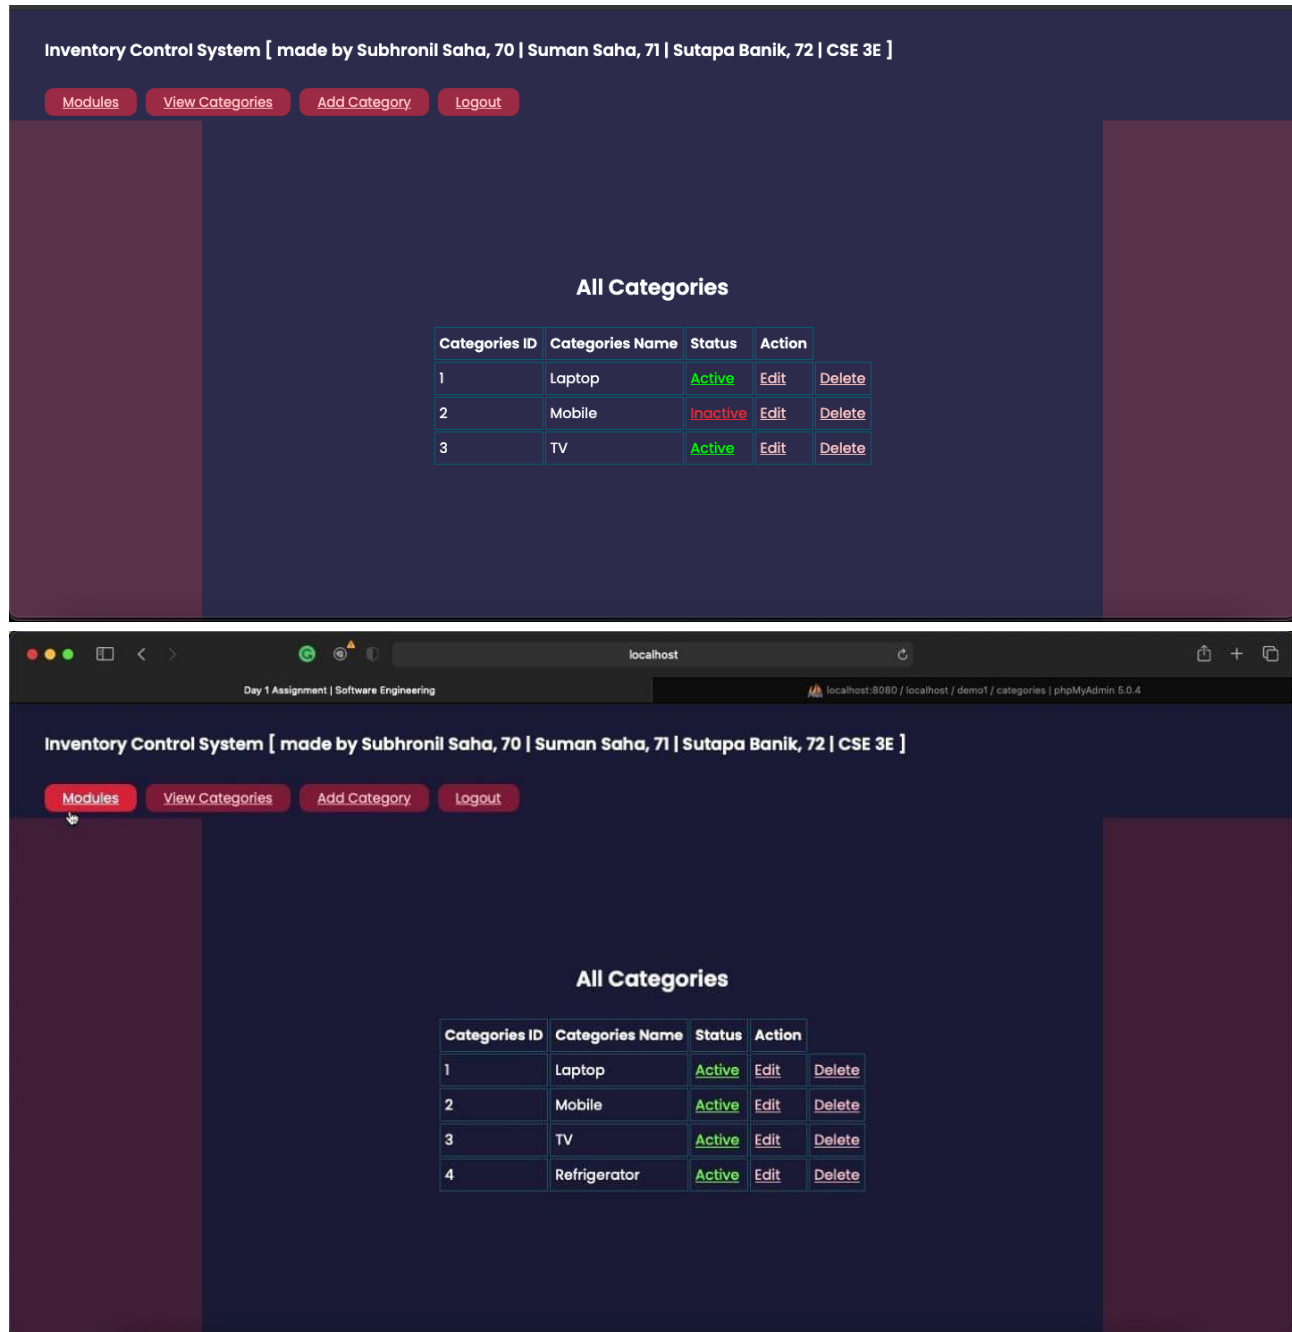 Inventory Control System [ made by Subhronil Saha, 70 | Suman Saha, 71 | Sutapa Banik, 72 | CSE 3E ]
Modules View Categories Add Category Logout
All Categories
Categories ID Categories Name Status Action
1 Laptop Active Edit Delete
2 Mobile Inactive Edit Delete
3 TV Active Edit Delete
localhost
Day 1 Assignment | Software Engineering localhost:8080 / localhost / demo1 / categories | phpMyAdmin 5.0.4
Inventory Control System [ made by Subhronil Saha, 70 | Suman Saha, 71 | Sutapa Banik, 72 | CSE 3E ]
Modules View Categories Add Category Logout
All Categories
Categories ID Categories Name Status Action
1 Laptop Active Edit Delete
2 Mobile Active Edit Delete
3 TV Active Edit Delete
4 Refrigerator Active Edit Delete